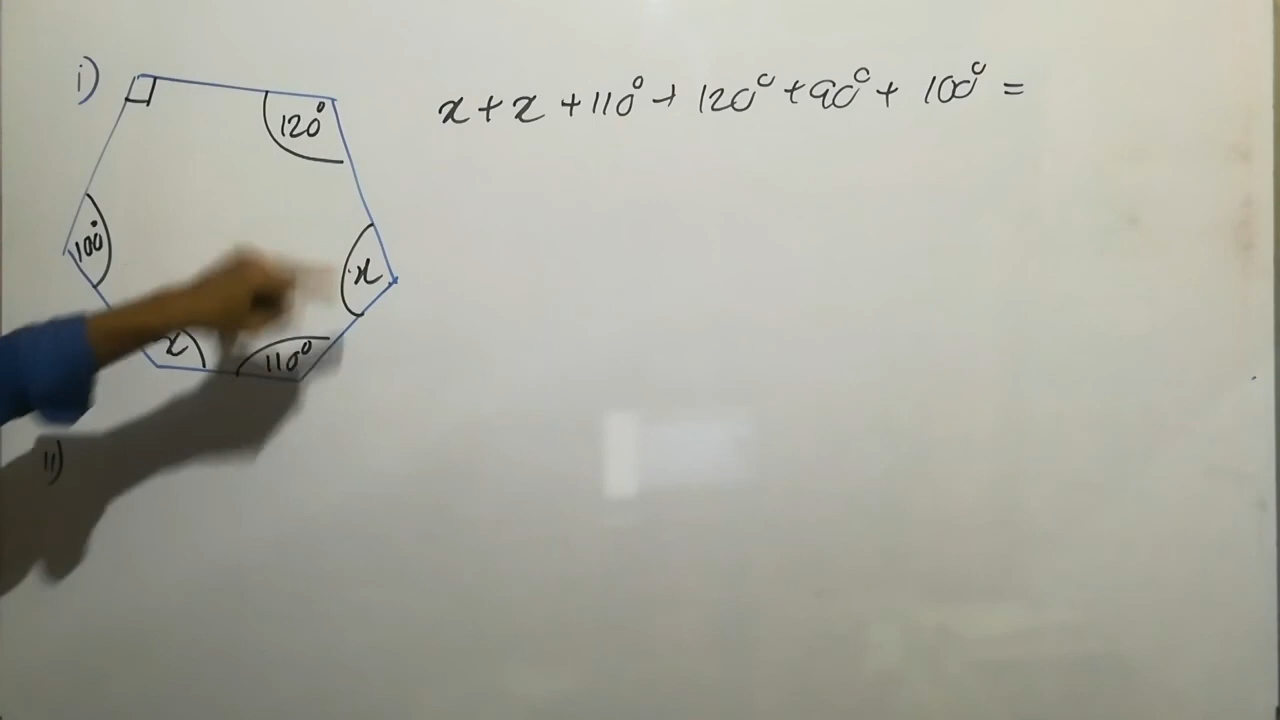 i)
120°
x + x + 110° + 120° + 90° + 100° =
100°
x
x
110°
ii)